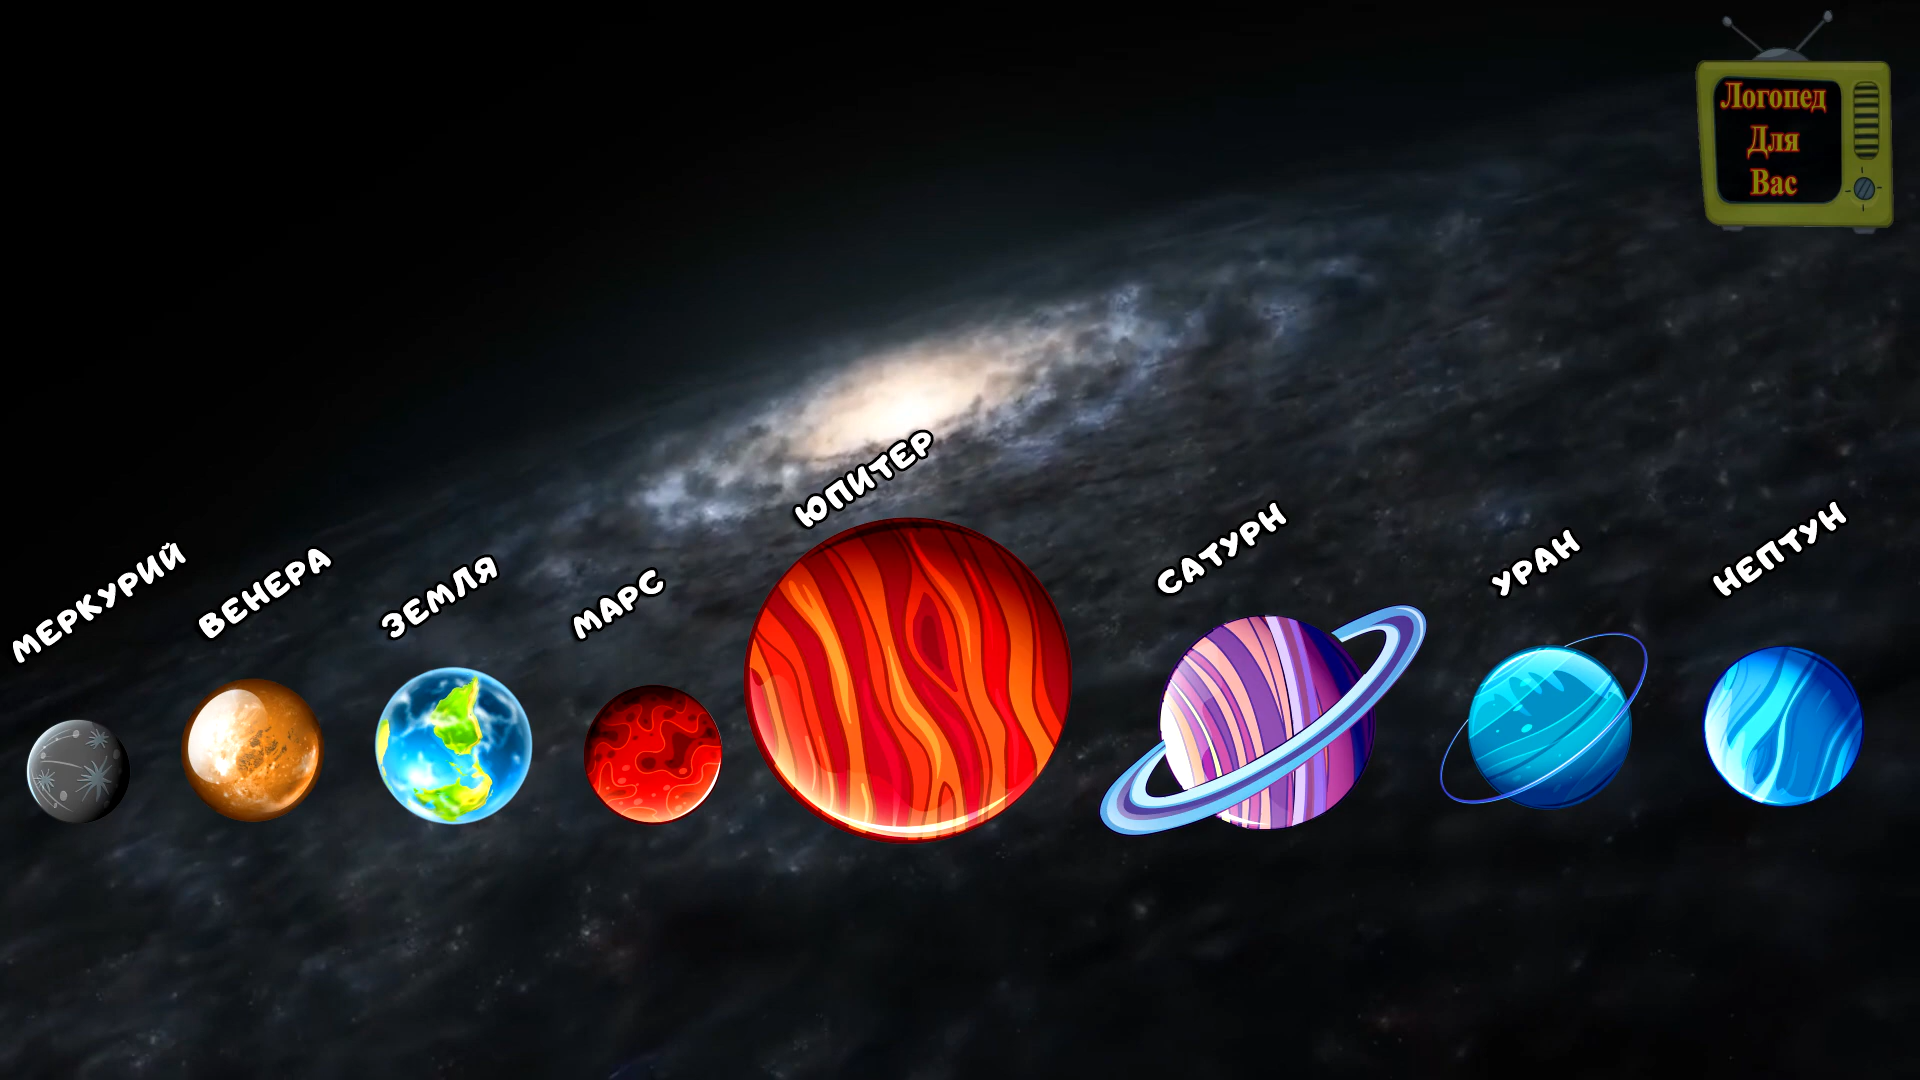 Логопед
Для
Вас
МЕРКУРИЙ
ВЕНЕРА
ЗЕМЛЯ
МАРС
ЮПИТЕР
САТУРН
УРАН
НЕПТУН